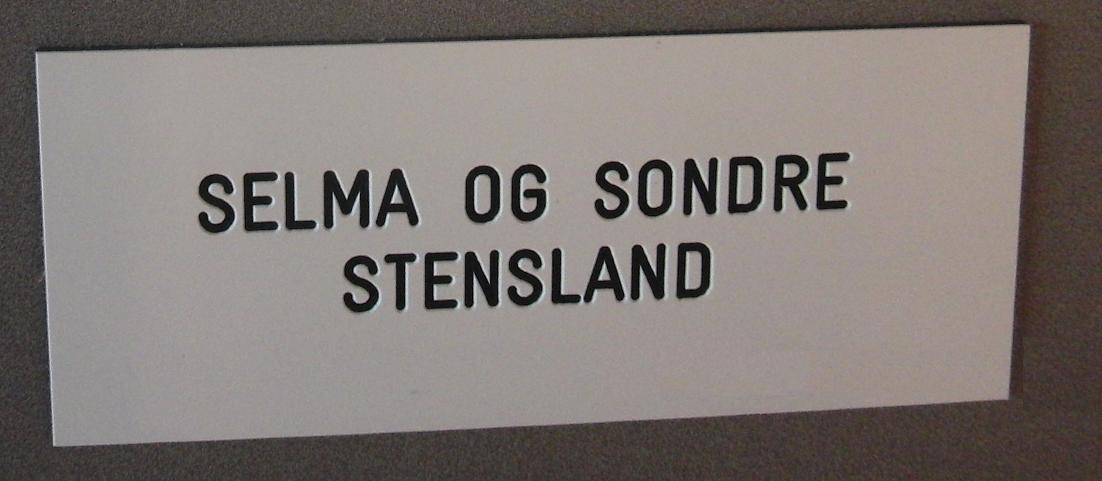 SELMA OG SONDRE
STENSLAND